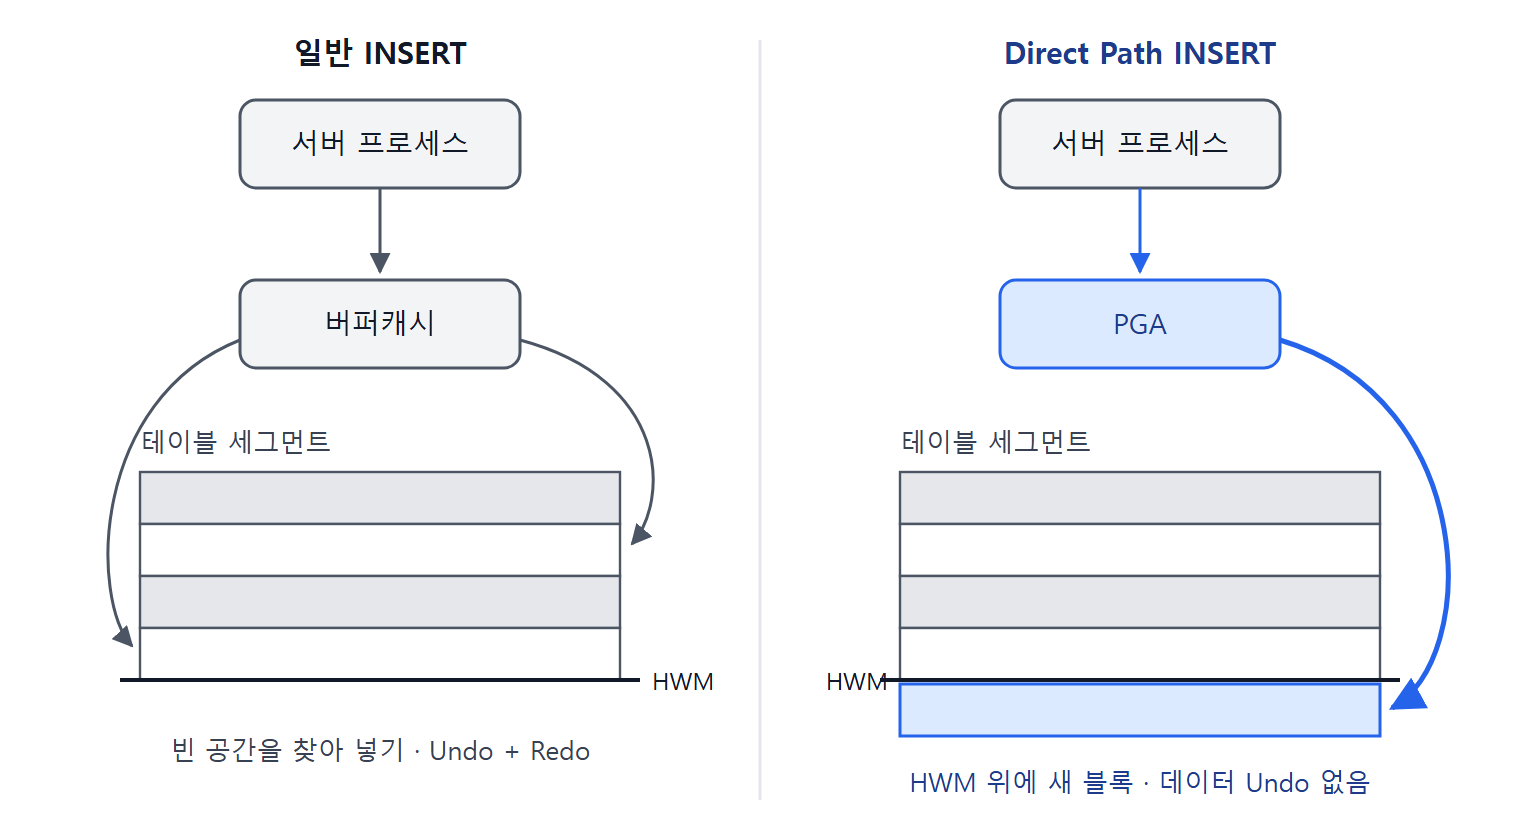 일반 INSERT
서버 프로세스
버퍼캐시
테이블 세그먼트
HWM
빈 공간을 찾아 넣기 · Undo + Redo
Direct Path INSERT
서버 프로세스
PGA
테이블 세그먼트
HWM
HWM 위에 새 블록 · 데이터 Undo 없음